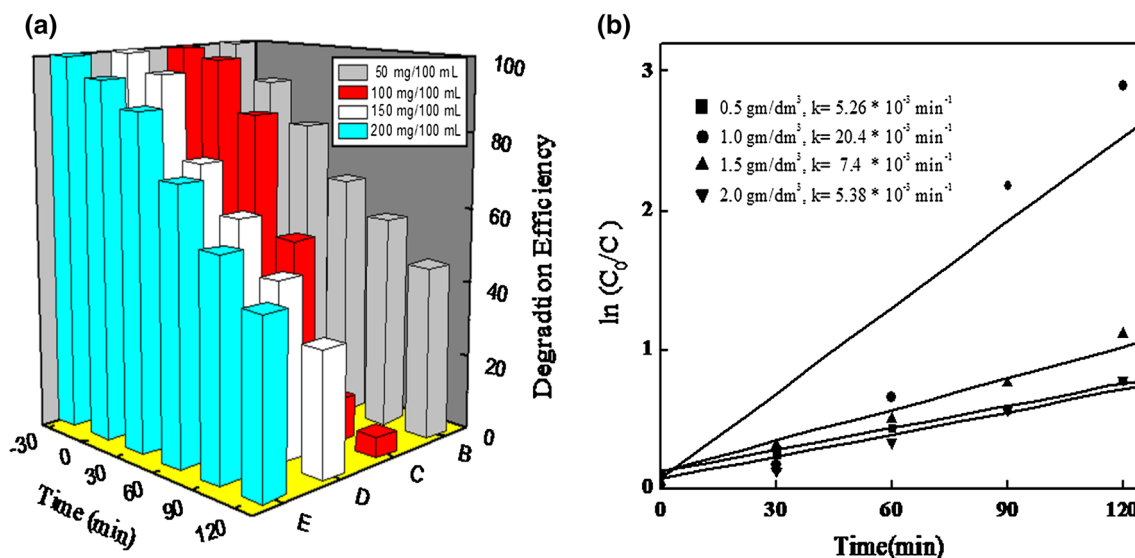 (a)
50 mg/100 mL
100 mg/100 mL
150 mg/100 mL
200 mg/100 mL
100
80
60
40
20
0
Degradtion Efficiency
-30
0
30
60
90
120
Time (min)
E
D
C
B
(b)
3
2
1
0
ln (C₀/C)
0.5 gm/dm³, k= 5.26 * 10⁻³ min⁻¹
1.0 gm/dm³, k= 20.4 * 10⁻³ min⁻¹
1.5 gm/dm³, k= 7.4 * 10⁻³ min⁻¹
2.0 gm/dm³, k= 5.38 * 10⁻³ min⁻¹
0
30
60
90
120
Time(min)